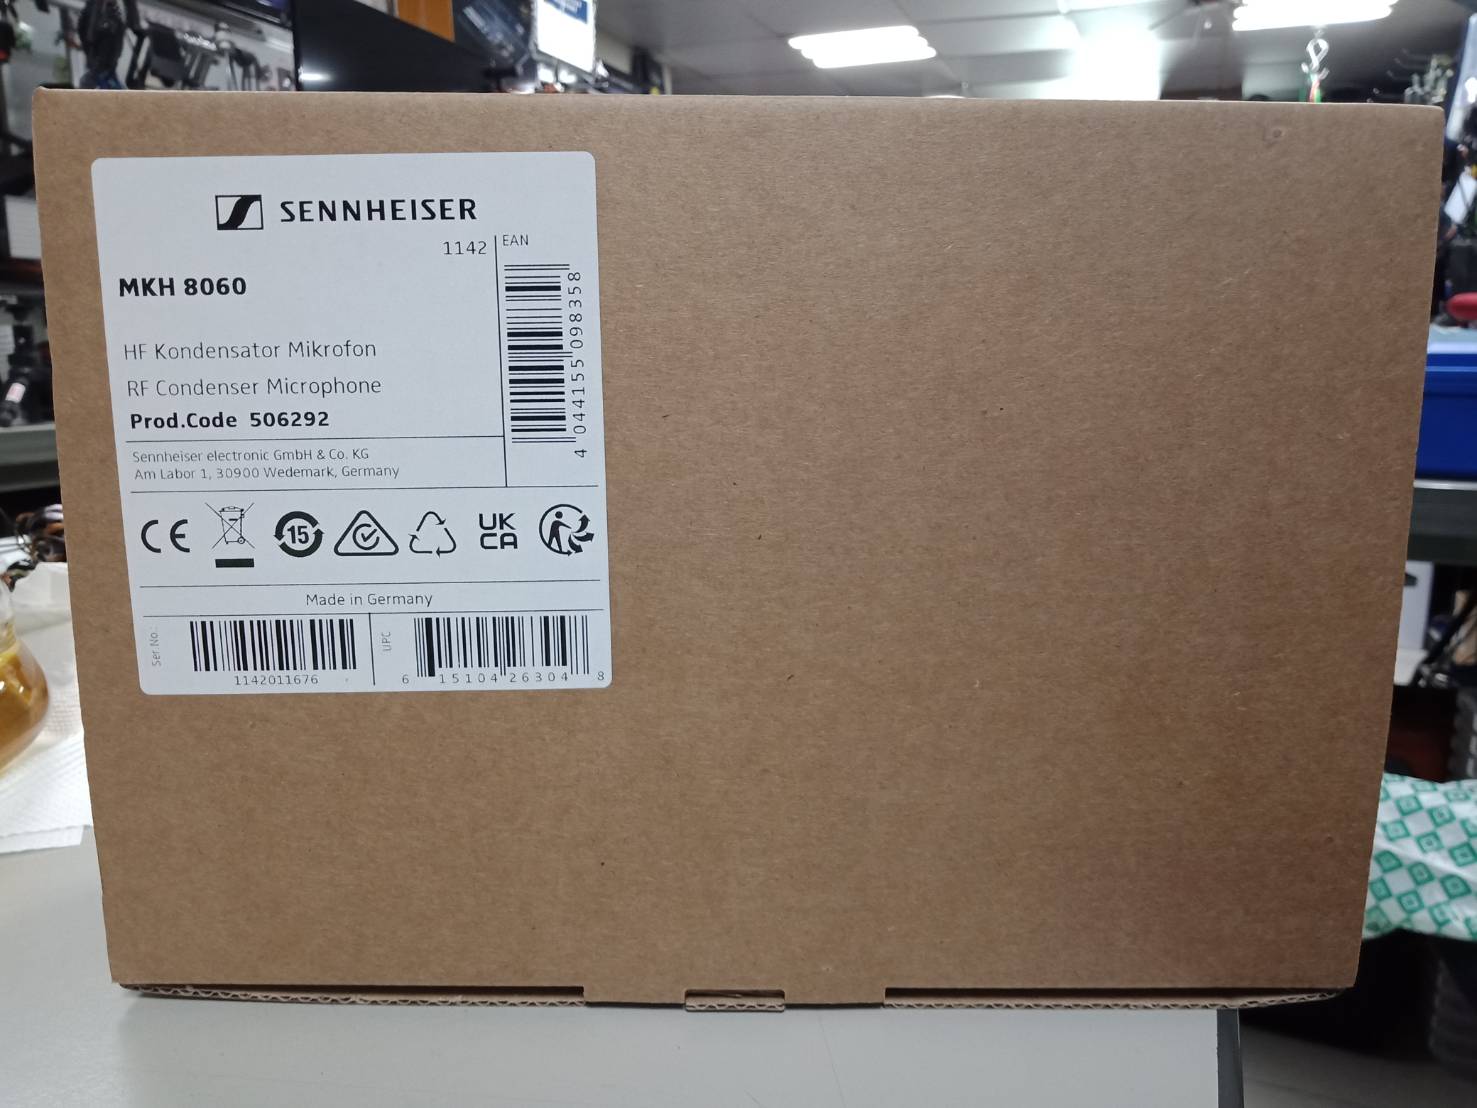 SENNHEISER
1142
EAN
MKH 8060
4 044155 098358
HF Kondensator Mikrofon
RF Condenser Microphone
Prod.Code 506292
Sennheiser electronic GmbH & Co. KG
Am Labor 1, 30900 Wedemark, Germany
CE
15
UK
CA
Made in Germany
Ser.No.:
1142011676
UPC
6 15104 26304 8